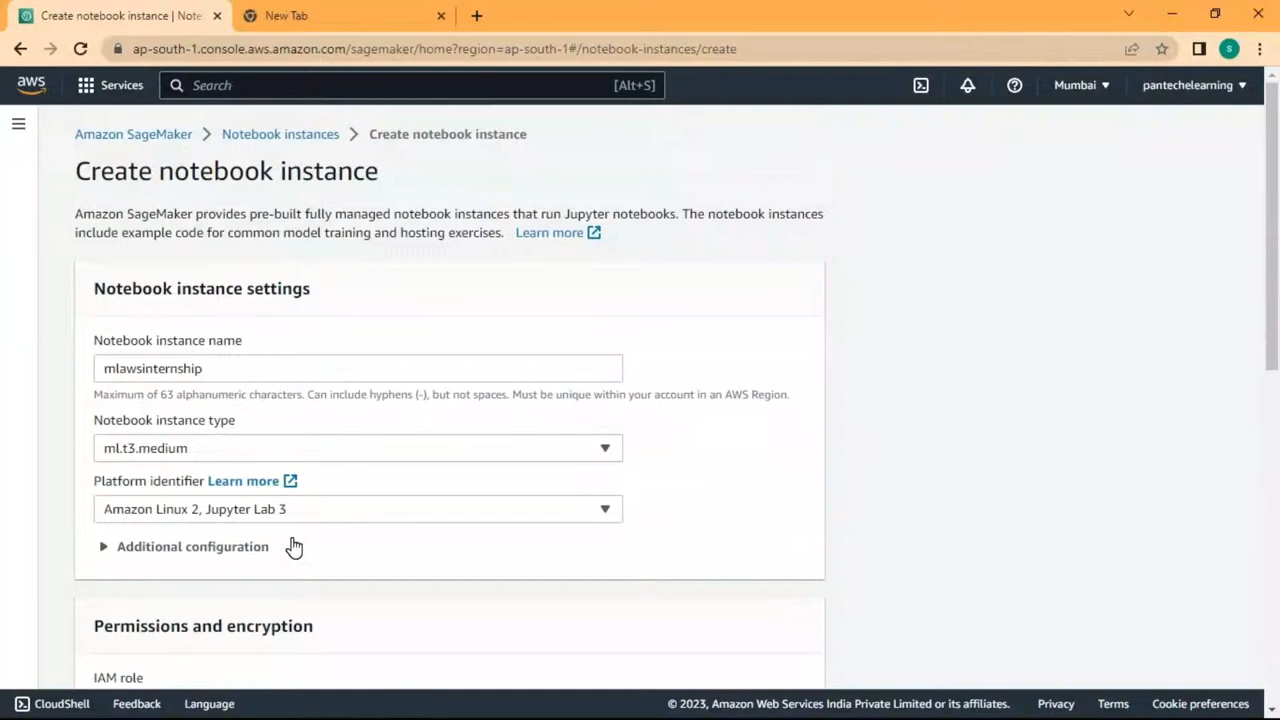 Create notebook instance | Note
New Tab
ap-south-1.console.aws.amazon.com/sagemaker/home?region=ap-south-1#/notebook-instances/create
S
aws
Services
Search
[Alt+S]
Mumbai
pantechelearning
Amazon SageMaker
Notebook instances
Create notebook instance
Create notebook instance
Amazon SageMaker provides pre-built fully managed notebook instances that run Jupyter notebooks. The notebook instances
include example code for common model training and hosting exercises. Learn more
Notebook instance settings
Notebook instance name
mlawsinternship
Maximum of 63 alphanumeric characters. Can include hyphens (-), but not spaces. Must be unique within your account in an AWS Region.
Notebook instance type
ml.t3.medium
Platform identifier Learn more
Amazon Linux 2, Jupyter Lab 3
Additional configuration
Permissions and encryption
IAM role
CloudShell
Feedback
Language
© 2023, Amazon Web Services India Private Limited or its affiliates.
Privacy
Terms
Cookie preferences